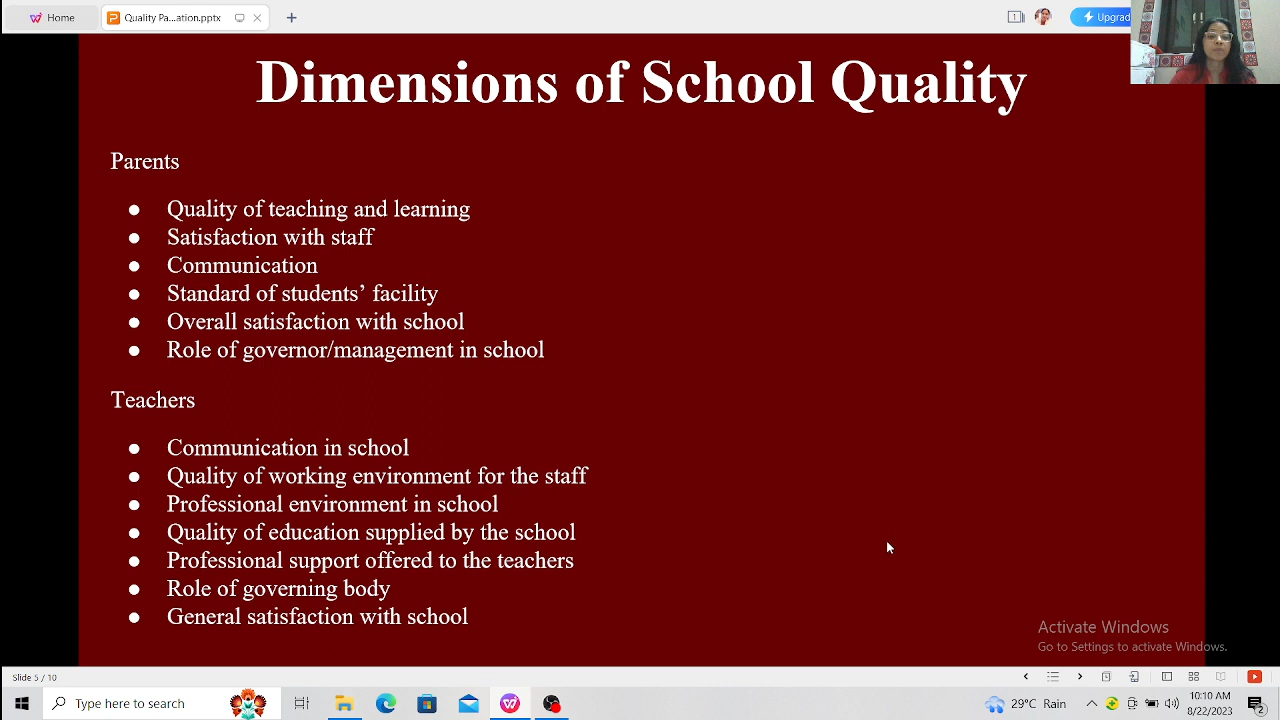 Home
Quality Pa...ation.pptx
1
Upgrad
Dimensions of School Quality
Parents
● Quality of teaching and learning
● Satisfaction with staff
● Communication
● Standard of students’ facility
● Overall satisfaction with school
● Role of governor/management in school
Teachers
● Communication in school
● Quality of working environment for the staff
● Professional environment in school
● Quality of education supplied by the school
● Professional support offered to the teachers
● Role of governing body
● General satisfaction with school
Activate Windows
Go to Settings to activate Windows.
Slide 5 / 10
Type here to search
29°C Rain
10:10 AM
8/22/2023
2